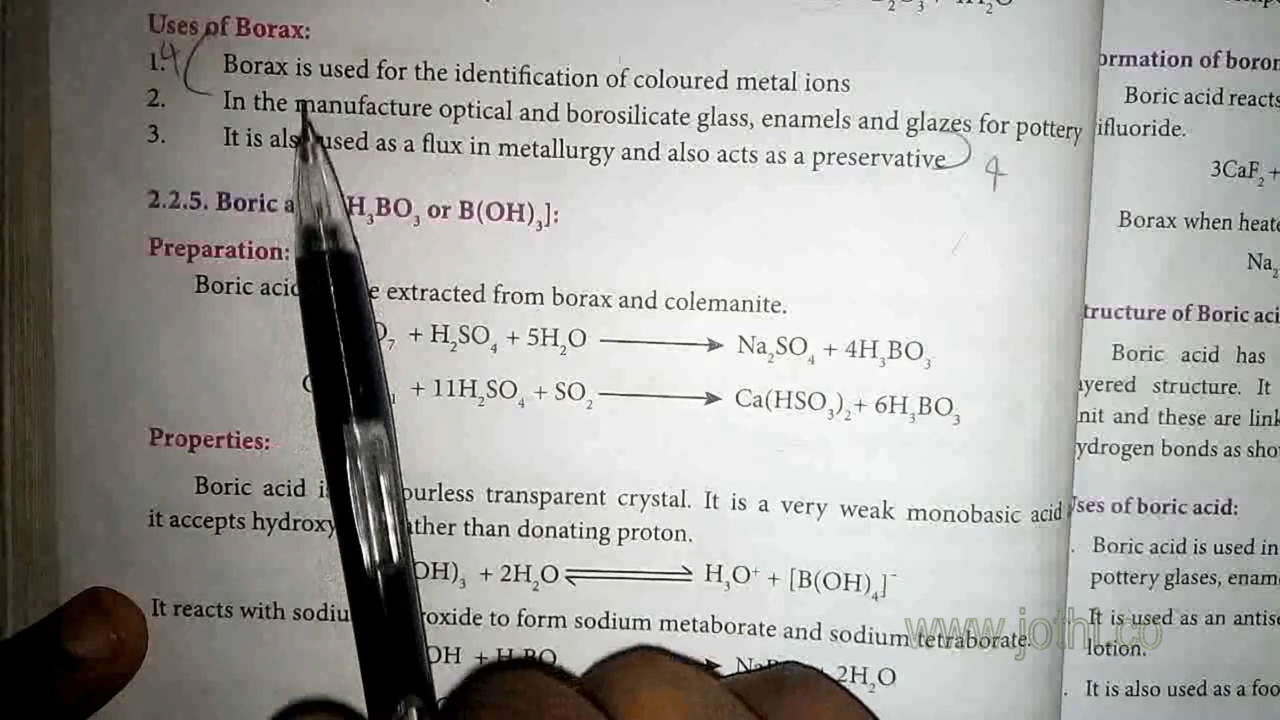 Uses of Borax:
1. Borax is used for the identification of coloured metal ions
2. In the manufacture optical and borosilicate glass, enamels and glazes for pottery
3. It is also used as a flux in metallurgy and also acts as a preservative
4
4
2.2.5. Boric a H₃BO₃ or B(OH)₃]:
Preparation:
Boric acid e extracted from borax and colemanite.
O₇ + H₂SO₄ + 5H₂O ⟶ Na₂SO₄ + 4H₃BO₃
+ 11H₂SO₄ + SO₂ ⟶ Ca(HSO₃)₂ + 6H₃BO₃
Properties:
Boric acid i ourless transparent crystal. It is a very weak monobasic acid
it accepts hydroxy ther than donating proton.
OH)₃ + 2H₂O ⇌ H₃O⁺ + [B(OH)₄]⁻
It reacts with sodiu roxide to form sodium metaborate and sodium tetraborate.
OH + H₃BO ⟶ 2H₂O
ormation of boron
Boric acid reacts
ifluoride.
3CaF₂ +
Borax when heate
Na₂
tructure of Boric aci
Boric acid has
ayered structure. It
nit and these are link
ydrogen bonds as sho
Uses of boric acid:
Boric acid is used in
pottery glases, enam
It is used as an antise
lotion.
It is also used as a foo
www.jothi.co